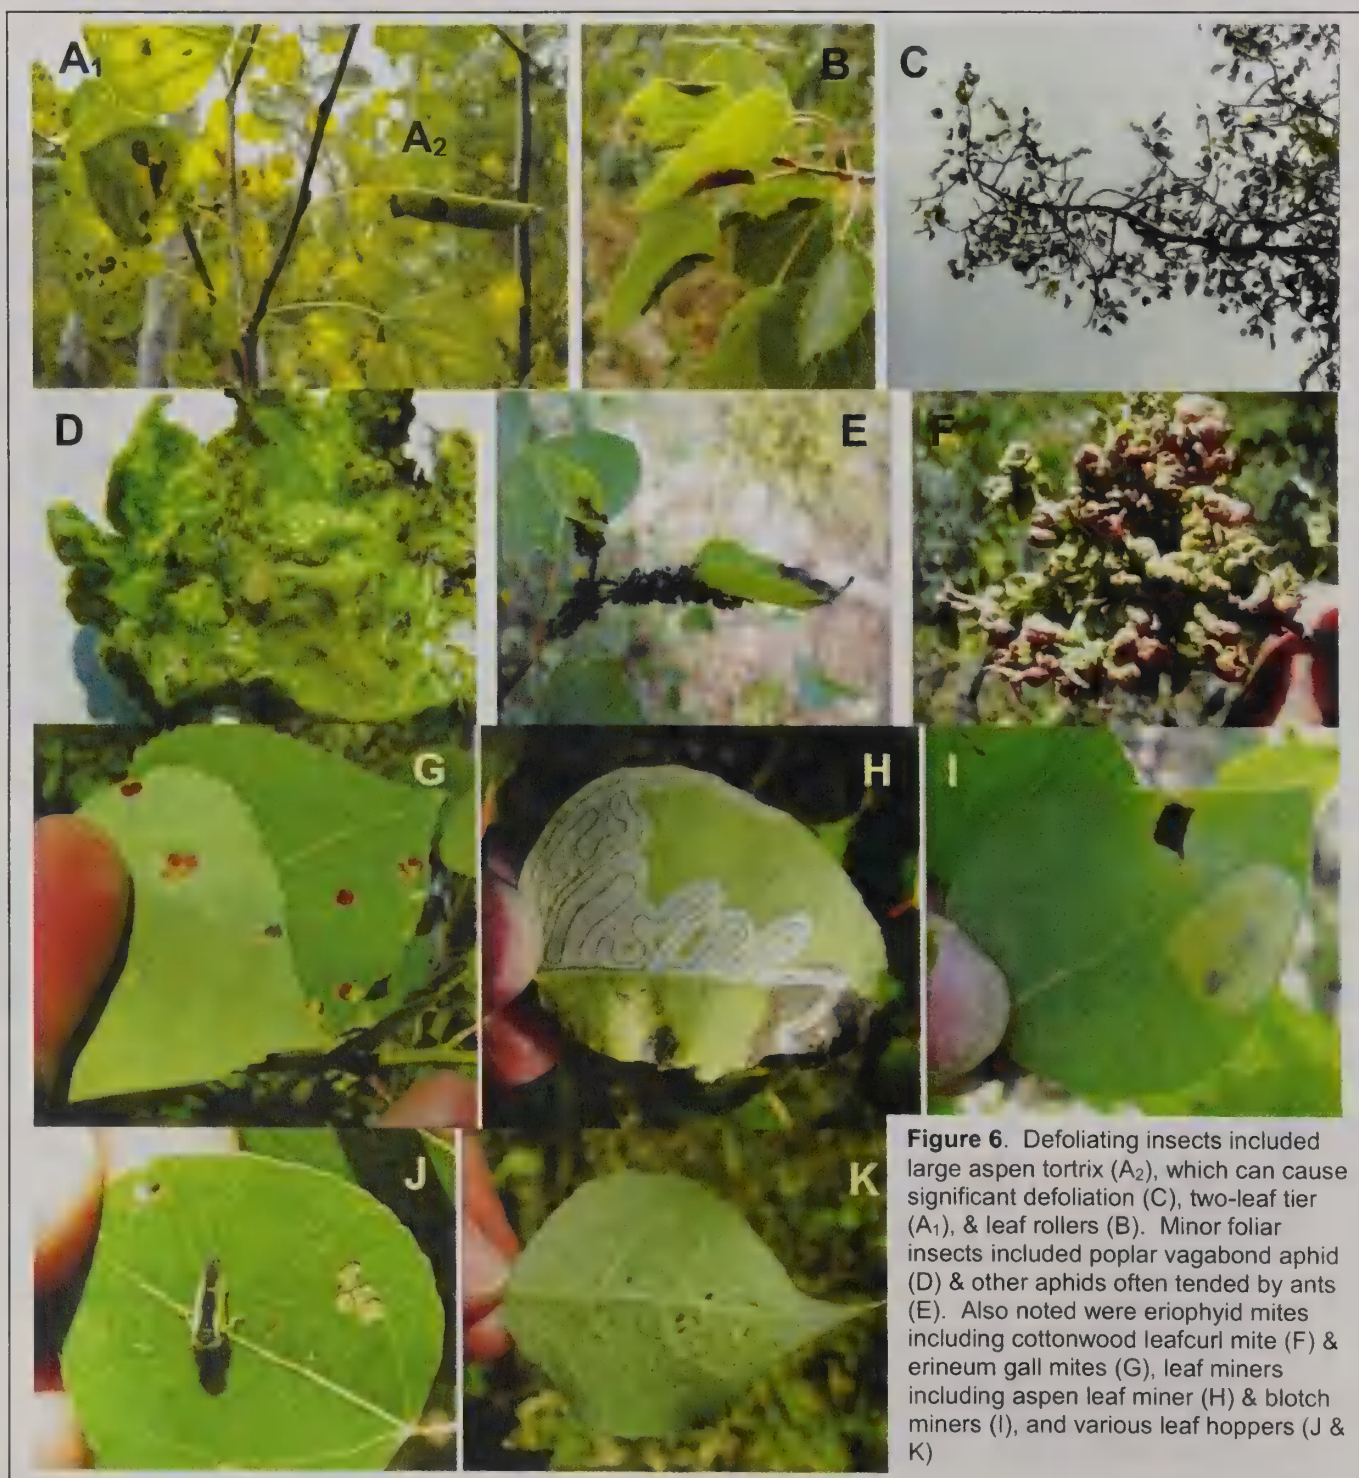 A1
A2
B
C
D
E
F
G
H
I
J
K
Figure 6. Defoliating insects included
large aspen tortrix (A2), which can cause
significant defoliation (C), two-leaf tier
(A1), & leaf rollers (B). Minor foliar
insects included poplar vagabond aphid
(D) & other aphids often tended by ants
(E). Also noted were eriophyid mites
including cottonwood leafcurl mite (F) &
erineum gall mites (G), leaf miners
including aspen leaf miner (H) & blotch
miners (I), and various leaf hoppers (J &
K)